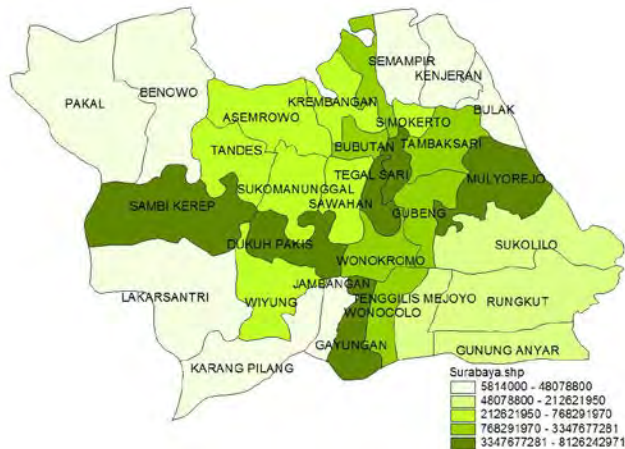 SEMAMPIR
KENJERAN
PAKAL
BENOWO
KREMBANGAN
BULAK
ASEMROWO
SIMOKERTO
TANDES
BUBUTAN
TAMBAKSARI
TEGAL SARI
MULYOREJO
SUKOMANUNGGAL
SAWAHAN
SAMBI KEREP
GUBENG
DUKUH PAKIS
SUKOLILO
WONOKROMO
JAMBANGAN
LAKARSANTRI
WIYUNG
TENGGILIS MEJOYO
RUNGKUT
WONOCOLO
GAYUNGAN
GUNUNG ANYAR
KARANG PILANG
Surabaya.shp
5814000 - 48078800
48078800 - 212621950
212621950 - 768291970
768291970 - 3347677281
3347677281 - 8126242971